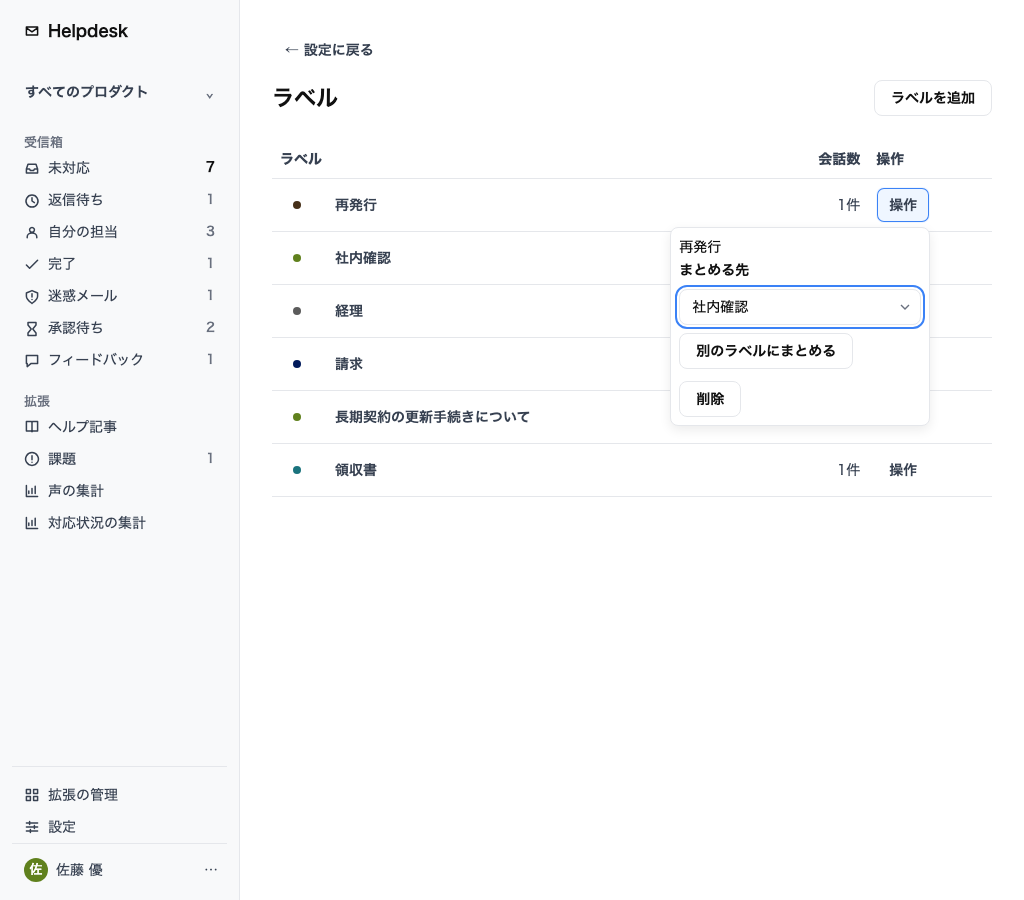 Helpdesk
すべてのプロダクト
受信箱
未対応 7
返信待ち 1
自分の担当 3
完了 1
迷惑メール 1
承認待ち 2
フィードバック 1
拡張
ヘルプ記事
課題 1
声の集計
対応状況の集計
拡張の管理
設定
佐 佐藤 優 …
← 設定に戻る
ラベル
ラベルを追加
ラベル 会話数 操作
再発行 1件 操作
社内確認
経理
請求
長期契約の更新手続きについて
領収書 1件 操作
再発行
まとめる先
社内確認
別のラベルにまとめる
削除